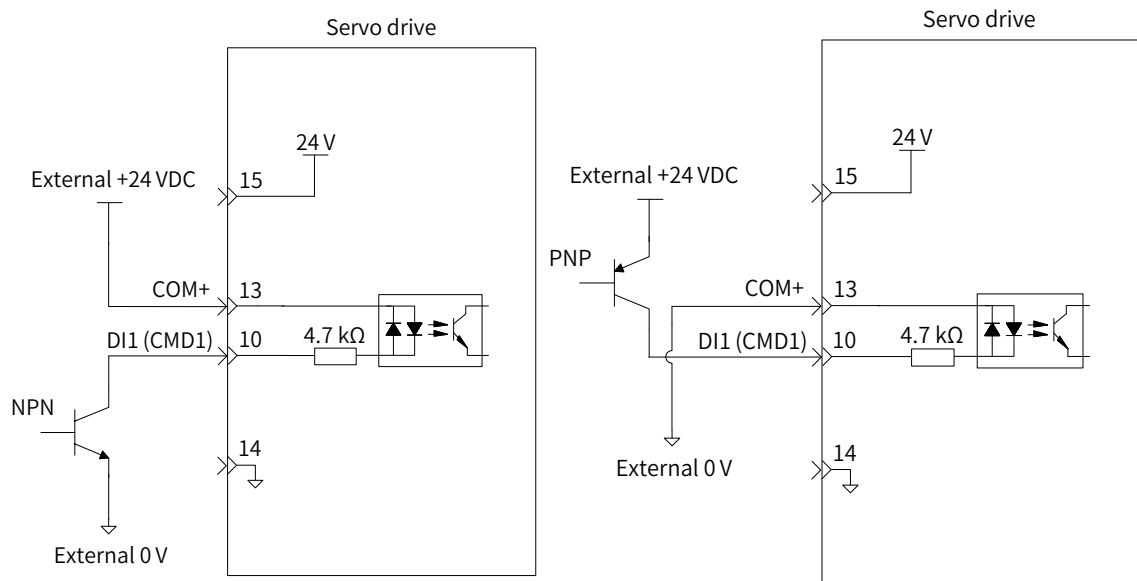 Servo drive
24 V
External +24 VDC
15
COM+
13
DI1 (CMD1)
10
4.7 kΩ
NPN
14
External 0 V
Servo drive
24 V
15
External +24 VDC
PNP
COM+
13
DI1 (CMD1)
10
4.7 kΩ
14
External 0 V